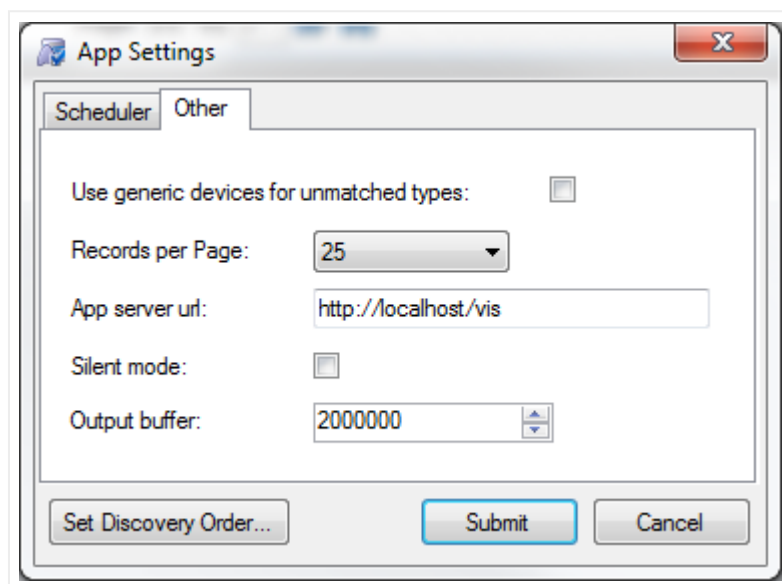 App Settings
Scheduler Other
Use generic devices for unmatched types:
Records per Page: 25
App server url: http://localhost/vis
Silent mode:
Output buffer: 2000000
Set Discovery Order... Submit Cancel